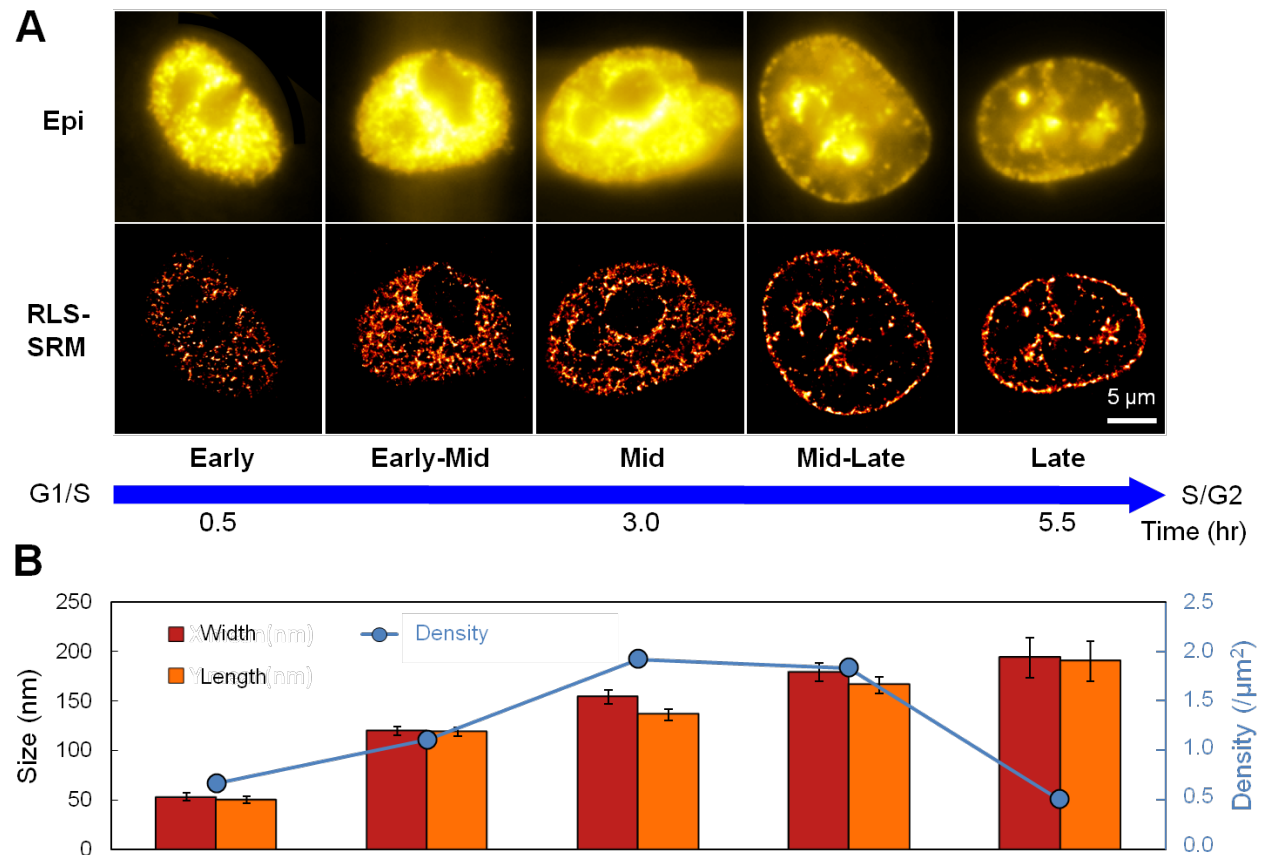 A
Epi
RLS-
SRM
5 µm
Early Early-Mid Mid Mid-Late Late
G1/S S/G2
0.5 3.0 5.5 Time (hr)
B
Size (nm)
250
200
150
100
50
0
Width
Length
Density
2.5
2.0
1.5
1.0
0.5
0.0
Density (/µm²)